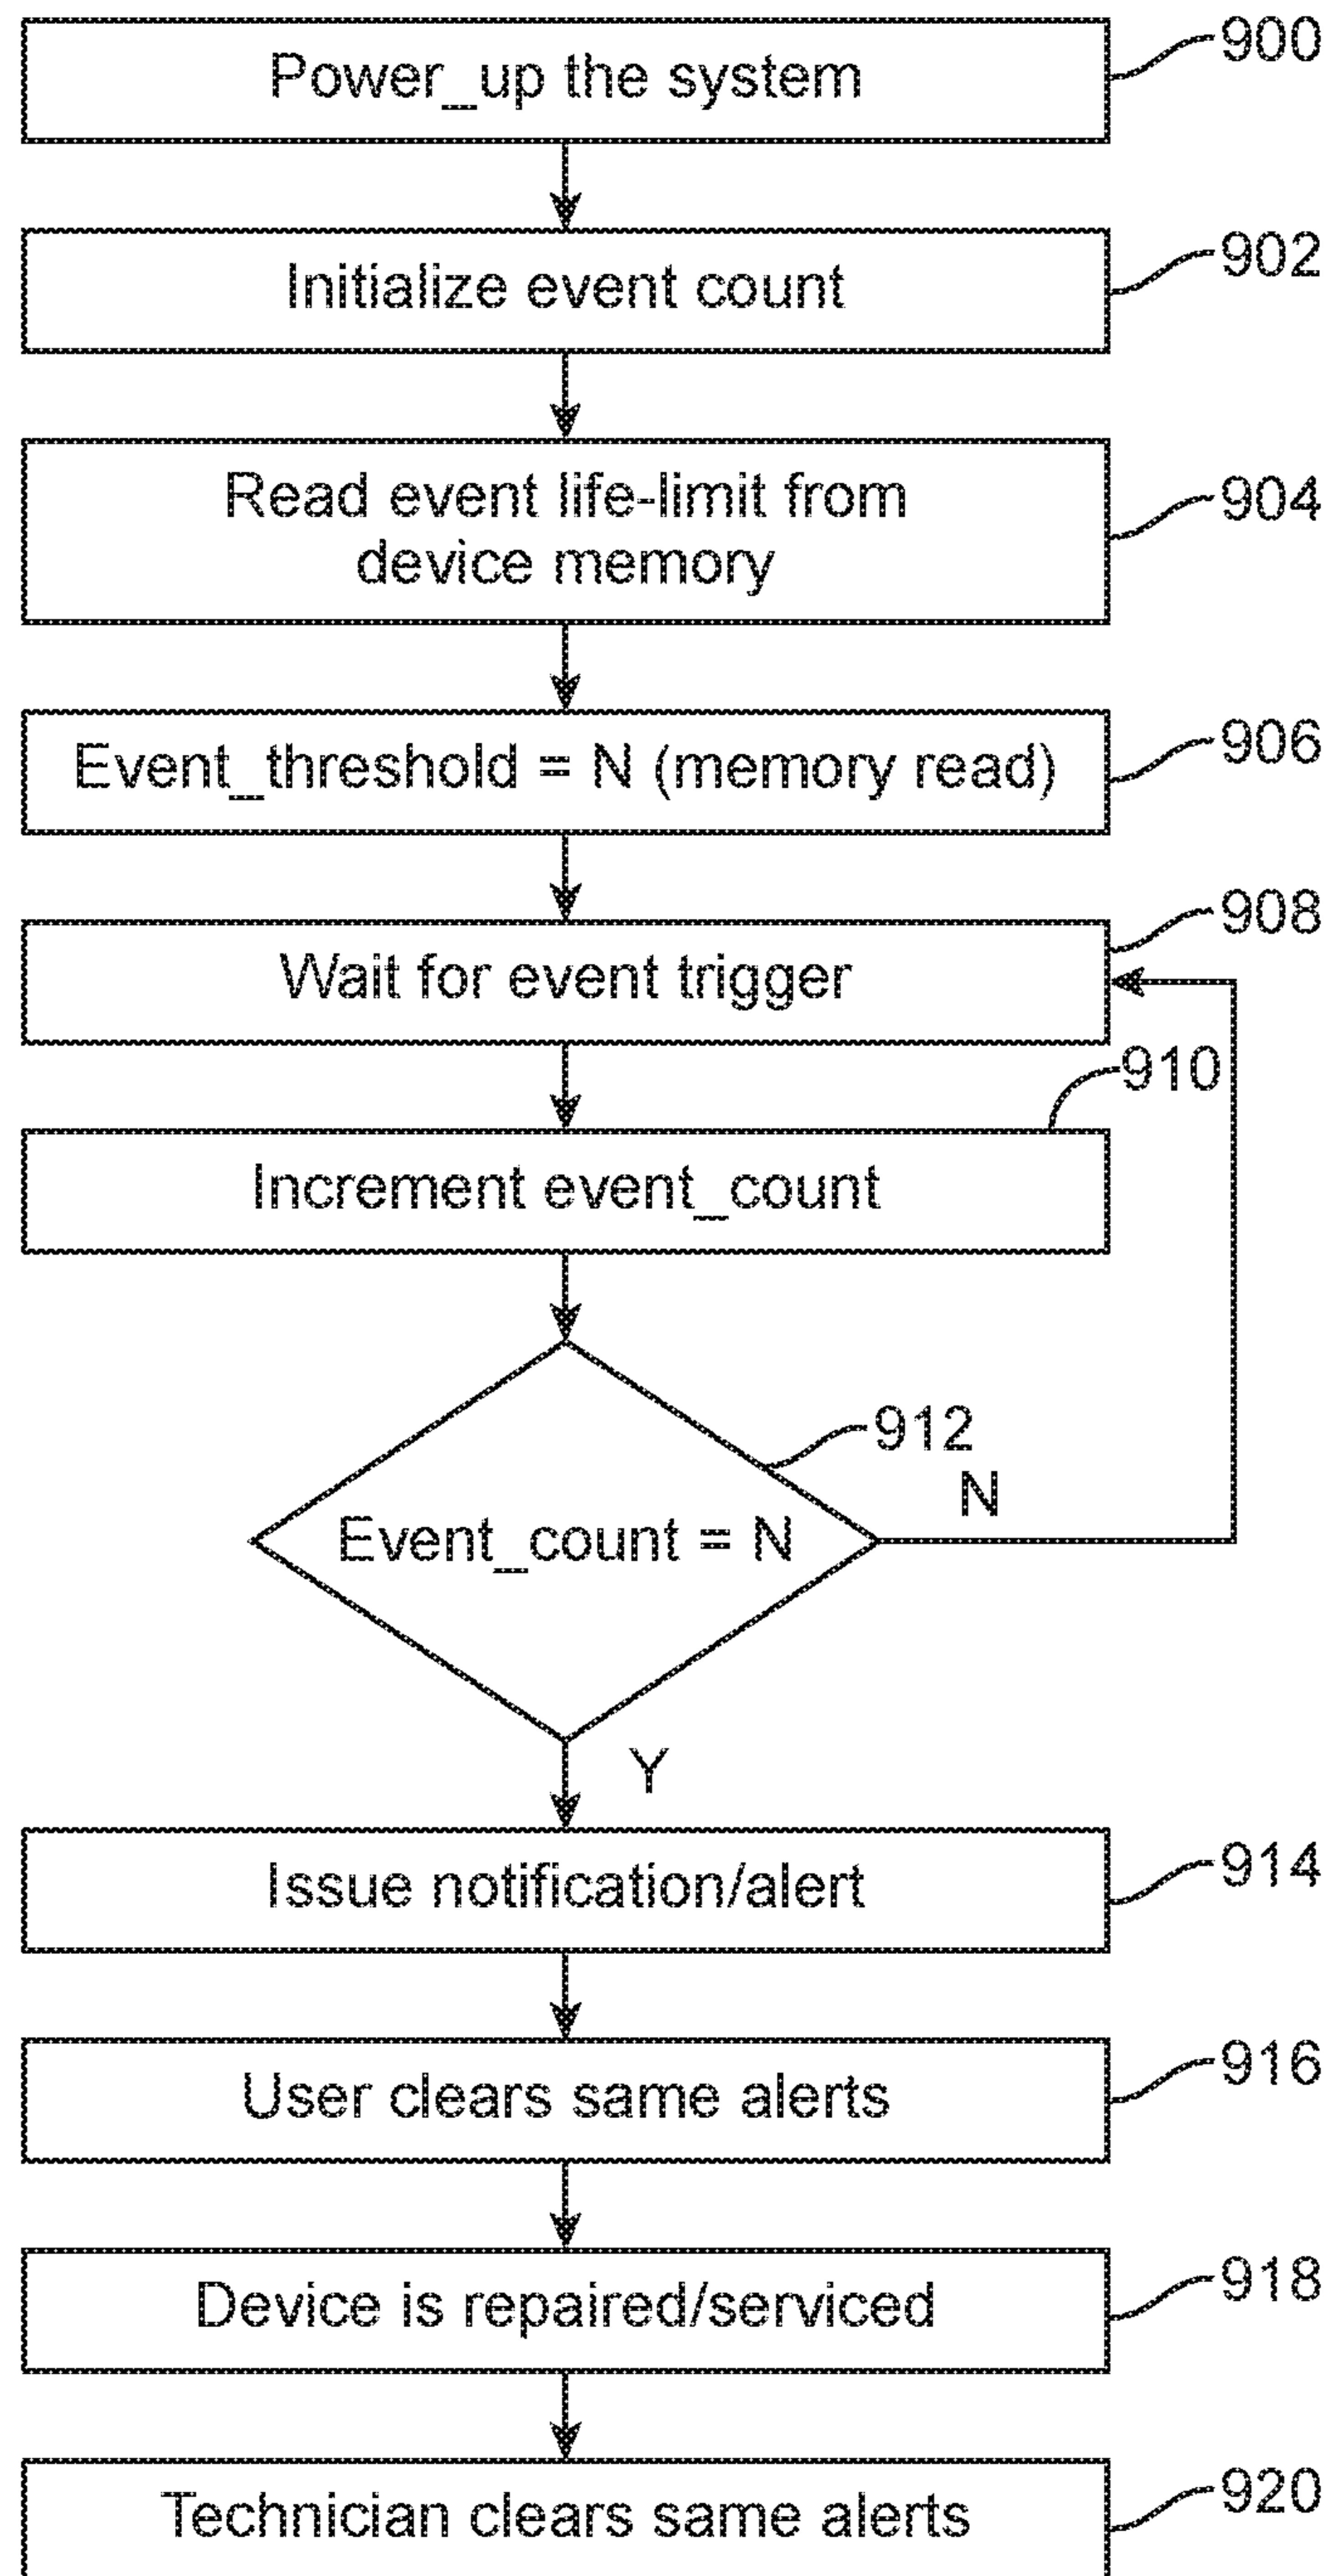 Power_up the system
900
Initialize event count
902
Read event life-limit from
device memory
904
Event_threshold = N (memory read)
906
Wait for event trigger
908
Increment event_count
910
Event_count = N
912
N
Y
Issue notification/alert
914
User clears same alerts
916
Device is repaired/serviced
918
Technician clears same alerts
920